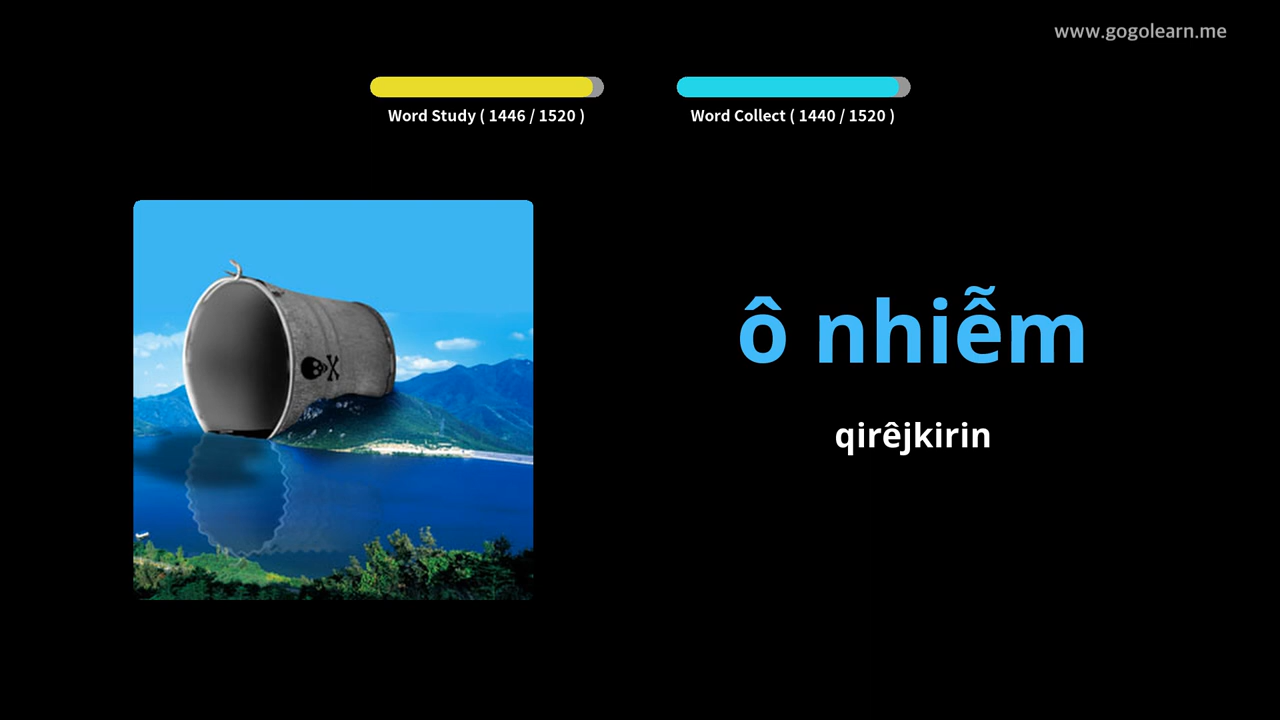 www.gogolearn.me
Word Study ( 1446 / 1520 )
Word Collect ( 1440 / 1520 )
ô nhiễm
qirêjkirin